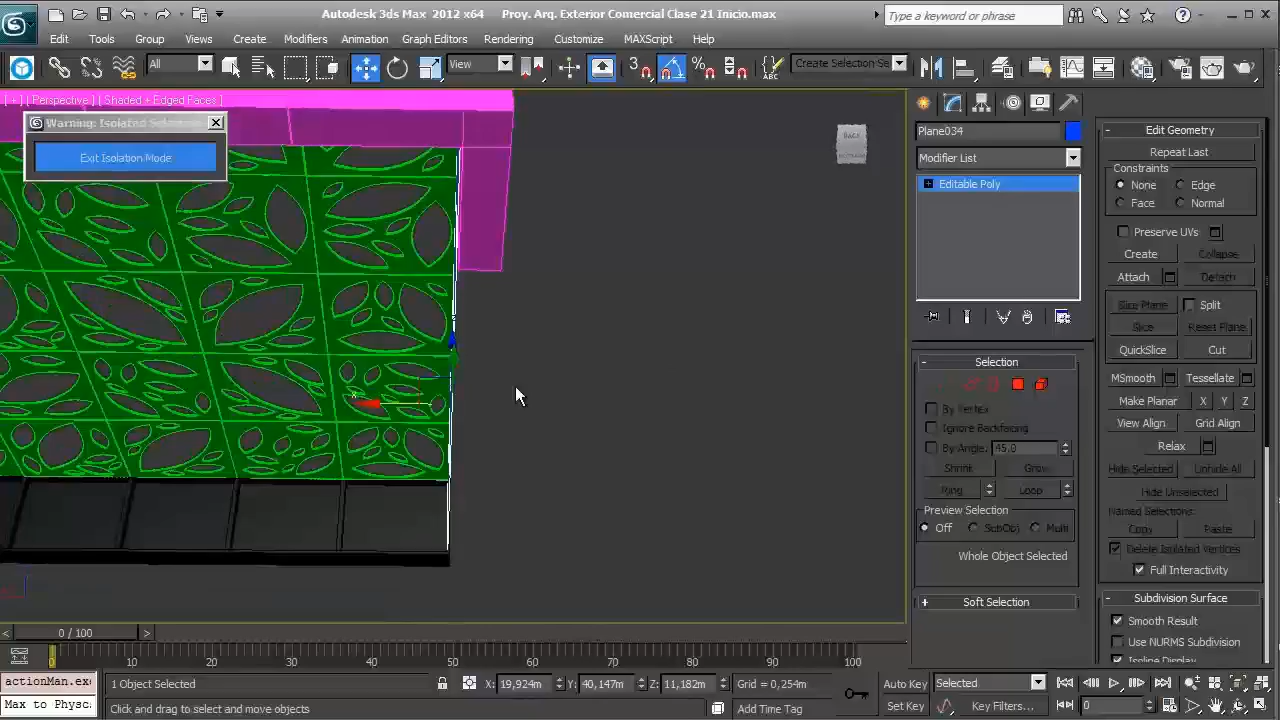 Autodesk 3ds Max 2012 x64 Proy. Arq. Exterior Comercial Clase 21 Inicio.max
Type a keyword or phrase
Edit Tools Group Views Create Modifiers Animation Graph Editors Rendering Customize MAXScript Help
All
View
3
Create Selection Se
[ + ] [ Perspective ] [ Shaded + Edged Faces ]
Warning: Isolated Selection
Exit Isolation Mode
BACK
x
Plane034
Modifier List
Editable Poly
Selection
By Vertex
Ignore Backfacing
By Angle: 45.0
Shrink Grow
Ring Loop
Preview Selection
Off SubObj Multi
Whole Object Selected
Soft Selection
Edit Geometry
Repeat Last
Constraints
None Edge
Face Normal
Preserve UVs
Create Collapse
Attach Detach
Slice Plane Split
Slice Reset Plane
QuickSlice Cut
MSmooth Tessellate
Make Planar X Y Z
View Align Grid Align
Relax
Hide Selected Unhide All
Hide Unselected
Named Selections:
Copy Paste
Delete Isolated Vertices
Full Interactivity
Subdivision Surface
Smooth Result
Use NURMS Subdivision
Isoline Display
< 0 / 100 >
0 10 20 30 40 50 60 70 80 90 100
actionMan.exe
Max to Physc
1 Object Selected
X: 19,924m Y: 40,147m Z: 11,182m
Grid = 0,254m
Click and drag to select and move objects
Add Time Tag
Auto Key Selected
Set Key Key Filters...
0